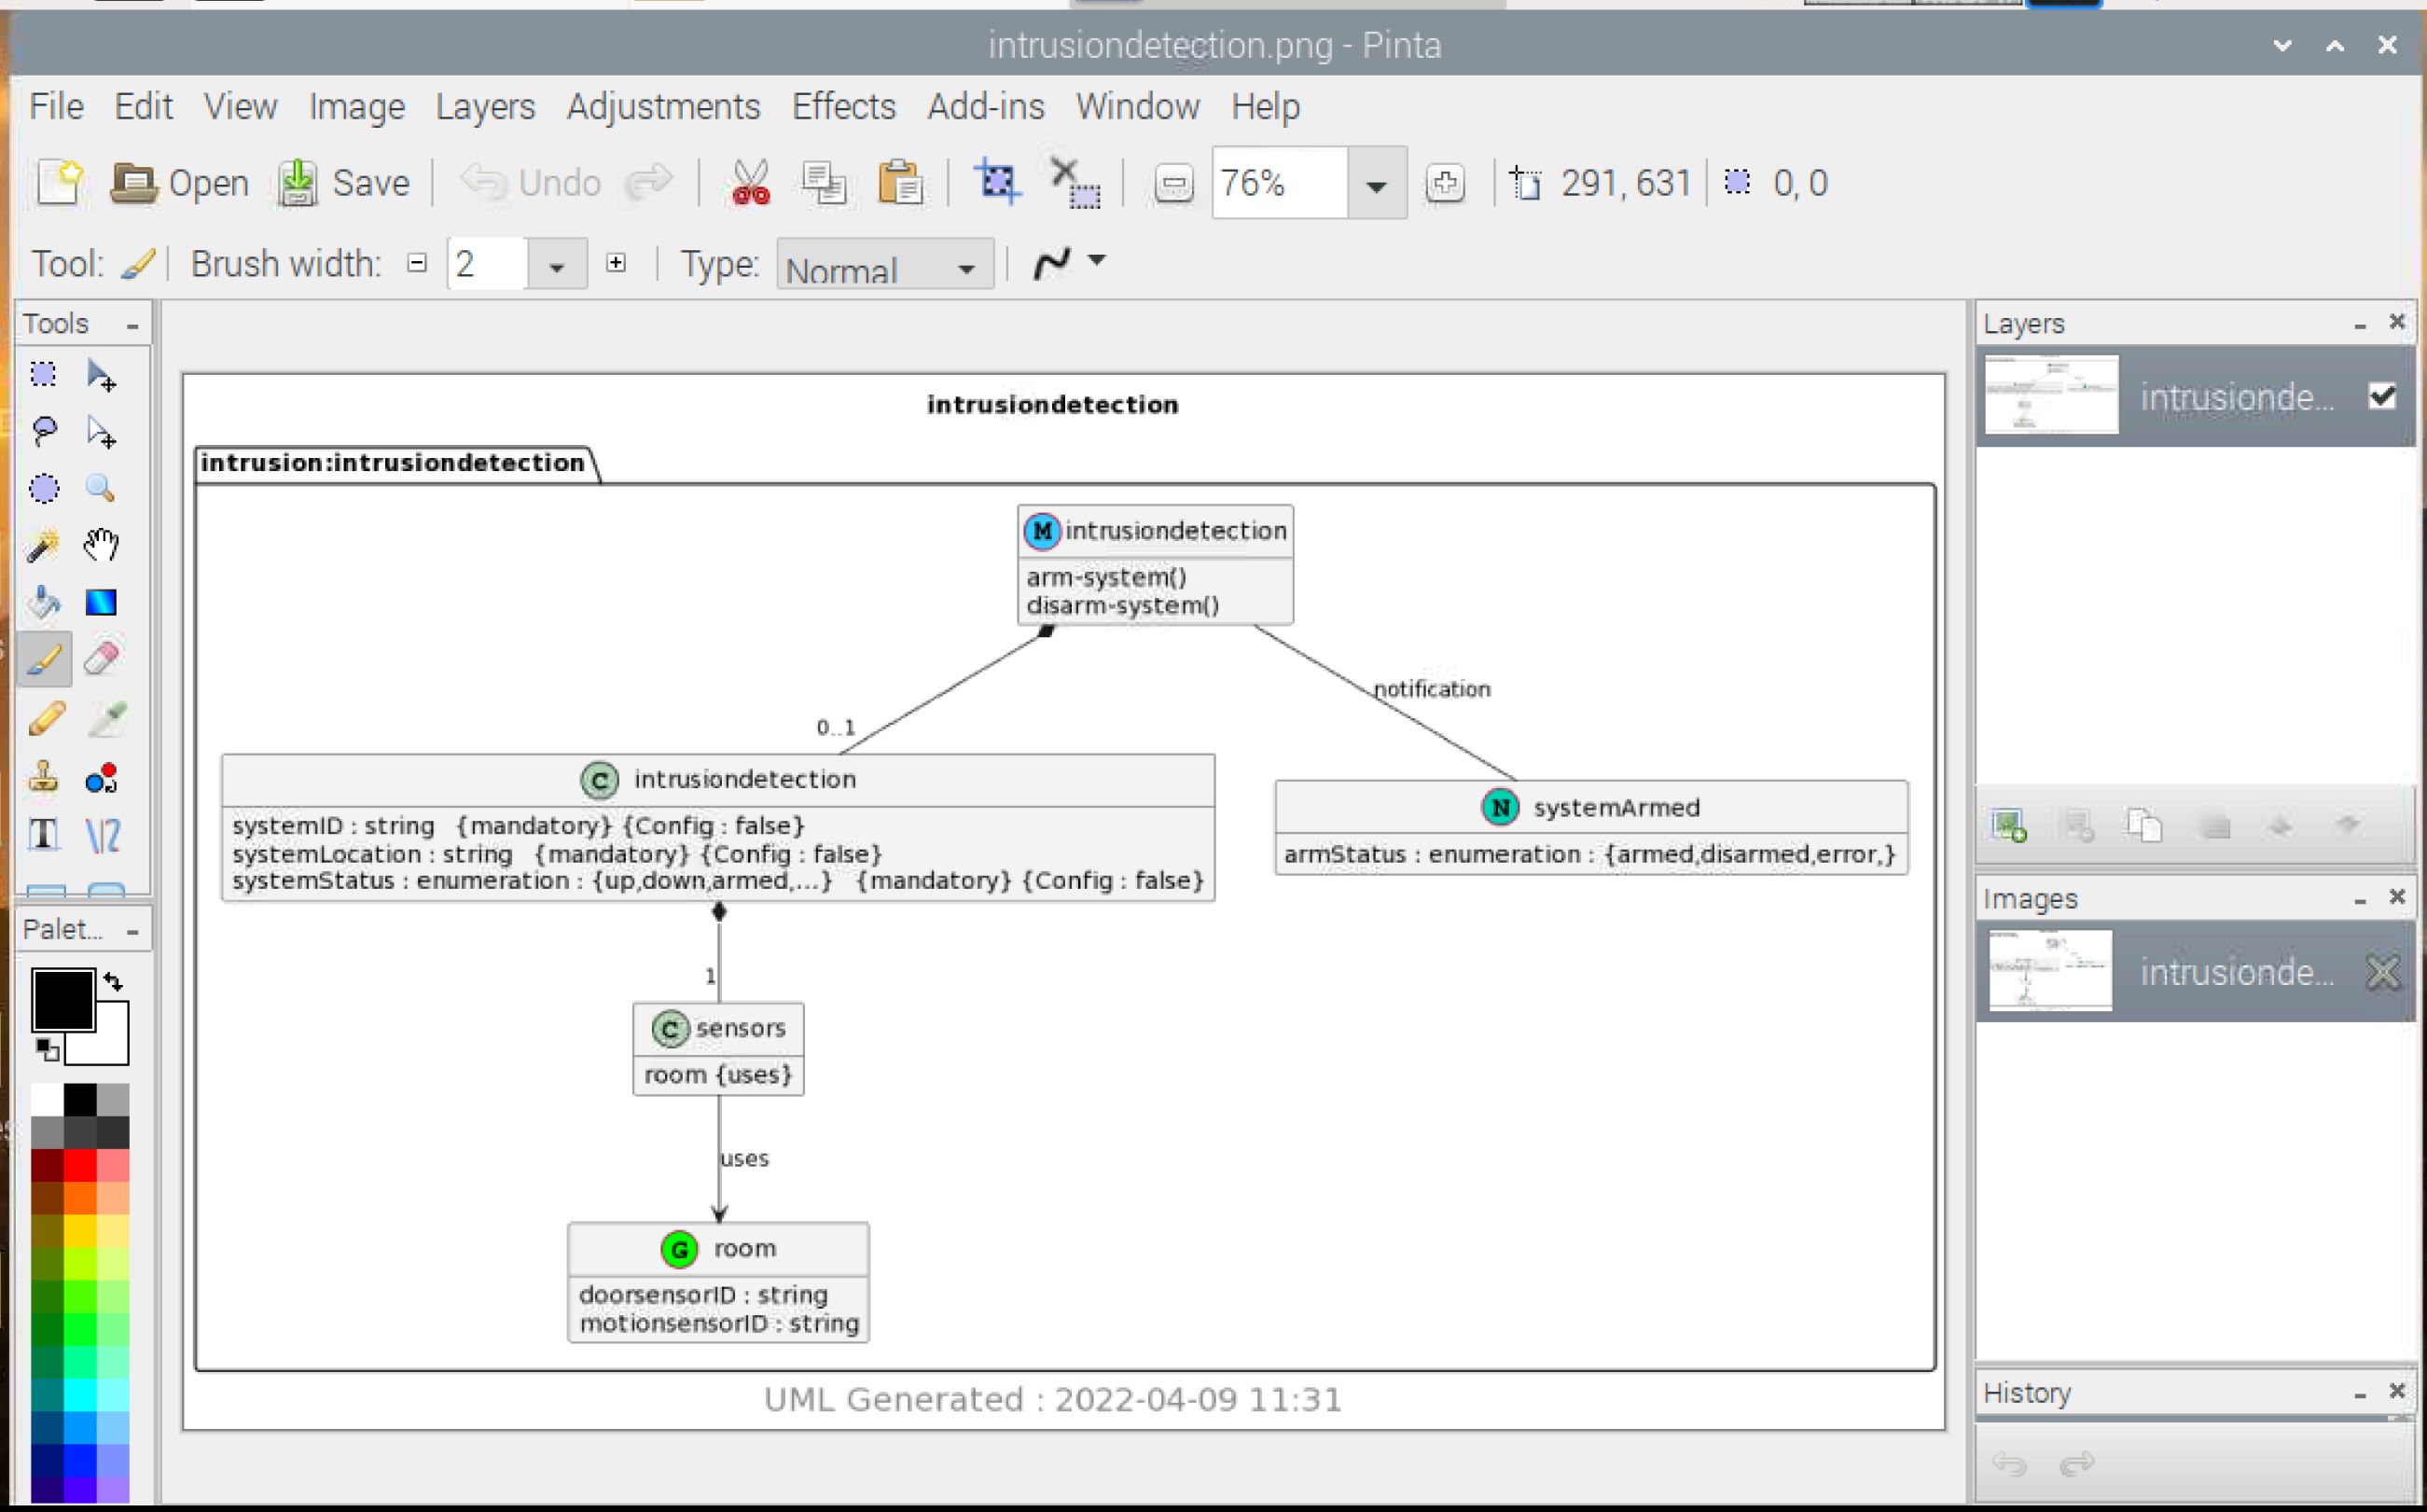 intrusiondetection.png - Pinta
File Edit View Image Layers Adjustments Effects Add-ins Window Help
Open Save Undo 76% 291, 631 0, 0
Tool: Brush width: 2 Type: Normal
Tools
Layers
intrusionde...
intrusiondetection
intrusion:intrusiondetection
M intrusiondetection
arm-system()
disarm-system()
notification
0..1
C intrusiondetection
systemID : string {mandatory} {Config : false}
systemLocation : string {mandatory} {Config : false}
systemStatus : enumeration : {up,down,armed,...} {mandatory} {Config : false}
N systemArmed
armStatus : enumeration : {armed,disarmed,error,}
1
C sensors
room {uses}
uses
G room
doorsensorID : string
motionsensorID : string
UML Generated : 2022-04-09 11:31
Images
intrusionde...
Palet...
History